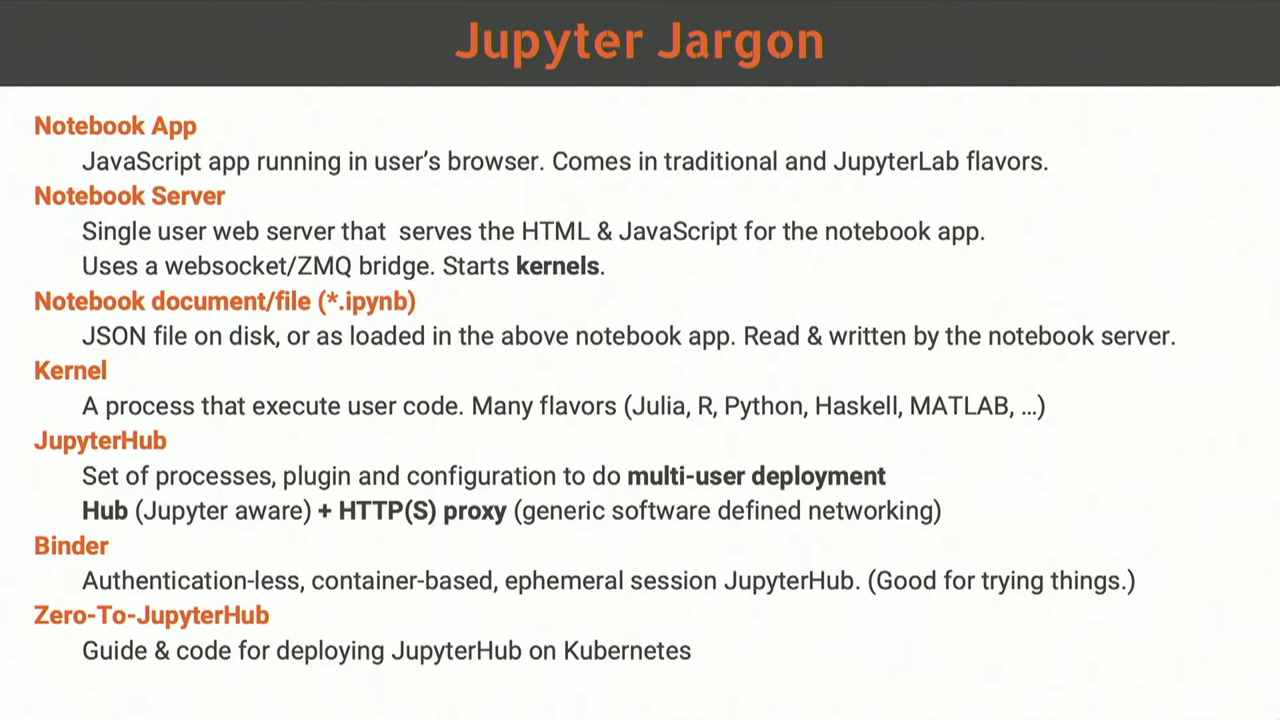 Jupyter Jargon
Notebook App
JavaScript app running in user's browser. Comes in traditional and JupyterLab flavors.
Notebook Server
Single user web server that  serves the HTML & JavaScript for the notebook app.
Uses a websocket/ZMQ bridge. Starts kernels.
Notebook document/file (*.ipynb)
JSON file on disk, or as loaded in the above notebook app. Read & written by the notebook server.
Kernel
A process that execute user code. Many flavors (Julia, R, Python, Haskell, MATLAB, ...)
JupyterHub
Set of processes, plugin and configuration to do multi-user deployment
Hub (Jupyter aware) + HTTP(S) proxy (generic software defined networking)
Binder
Authentication-less, container-based, ephemeral session JupyterHub. (Good for trying things.)
Zero-To-JupyterHub
Guide & code for deploying JupyterHub on Kubernetes